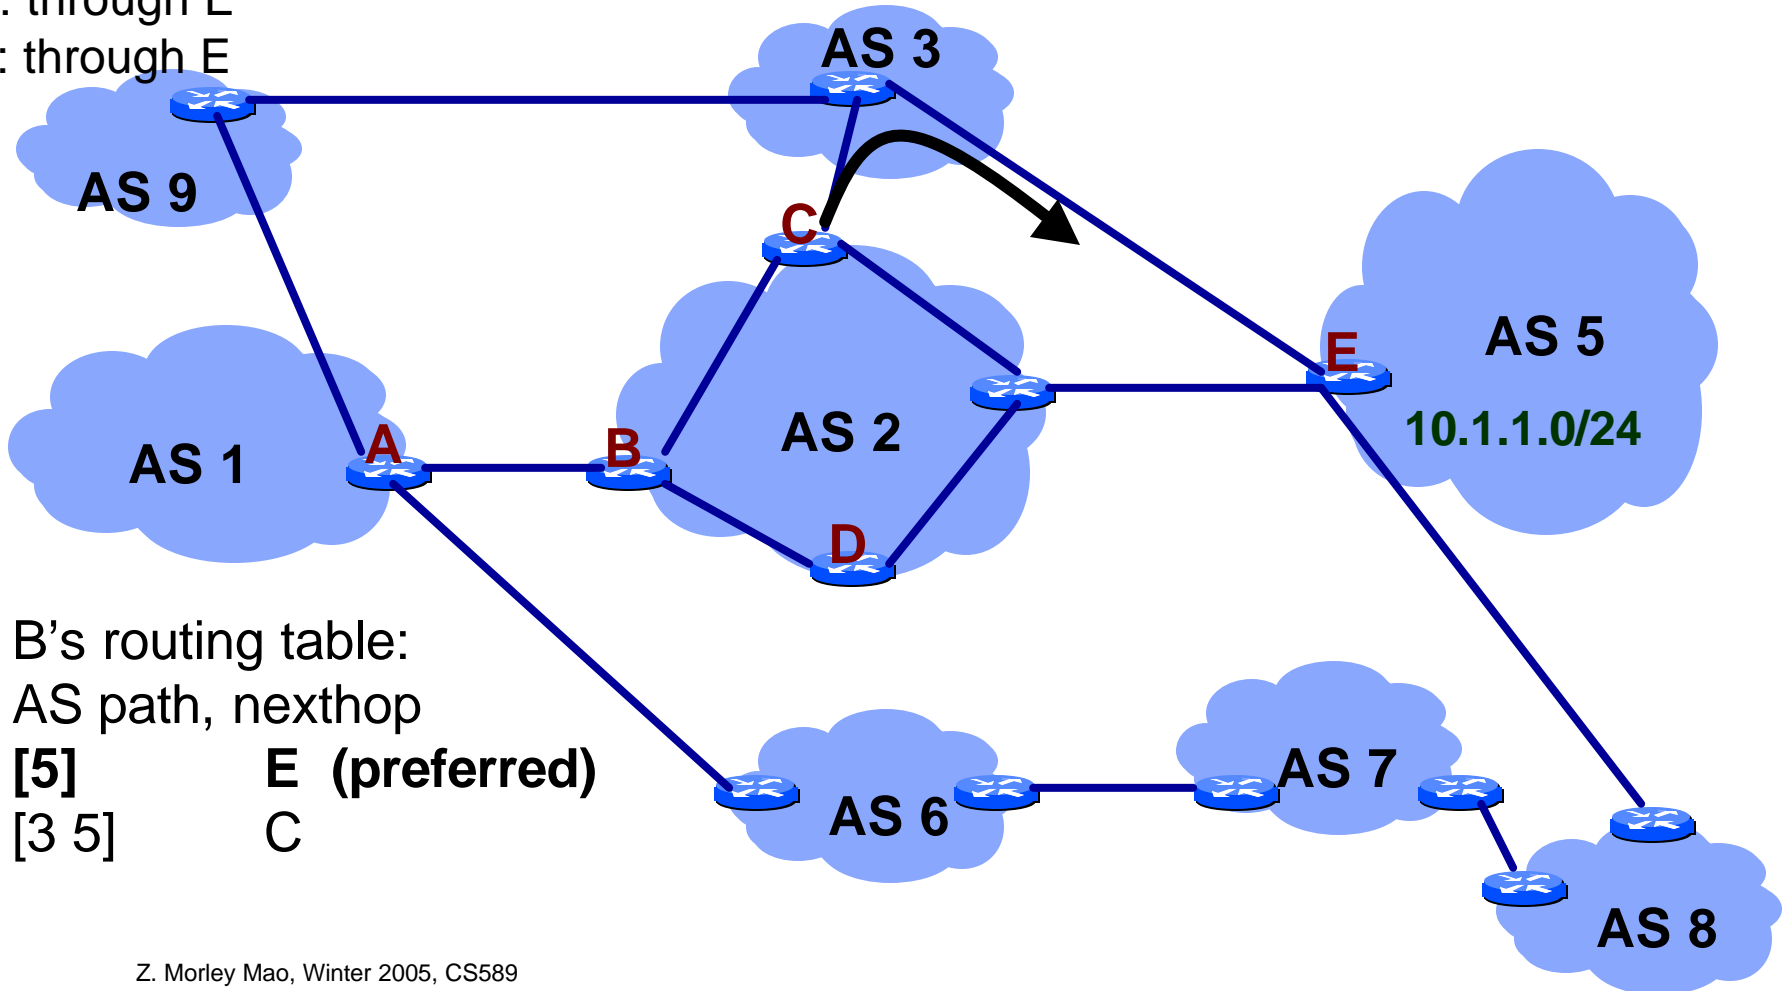 : through E
: through E
AS 3
AS 9
C
AS 5
E
10.1.1.0/24
AS 2
AS 1
A
B
D
B’s routing table:
AS path, nexthop
[5] E (preferred)
[3 5] C
AS 7
AS 6
AS 8
Z. Morley Mao, Winter 2005, CS589